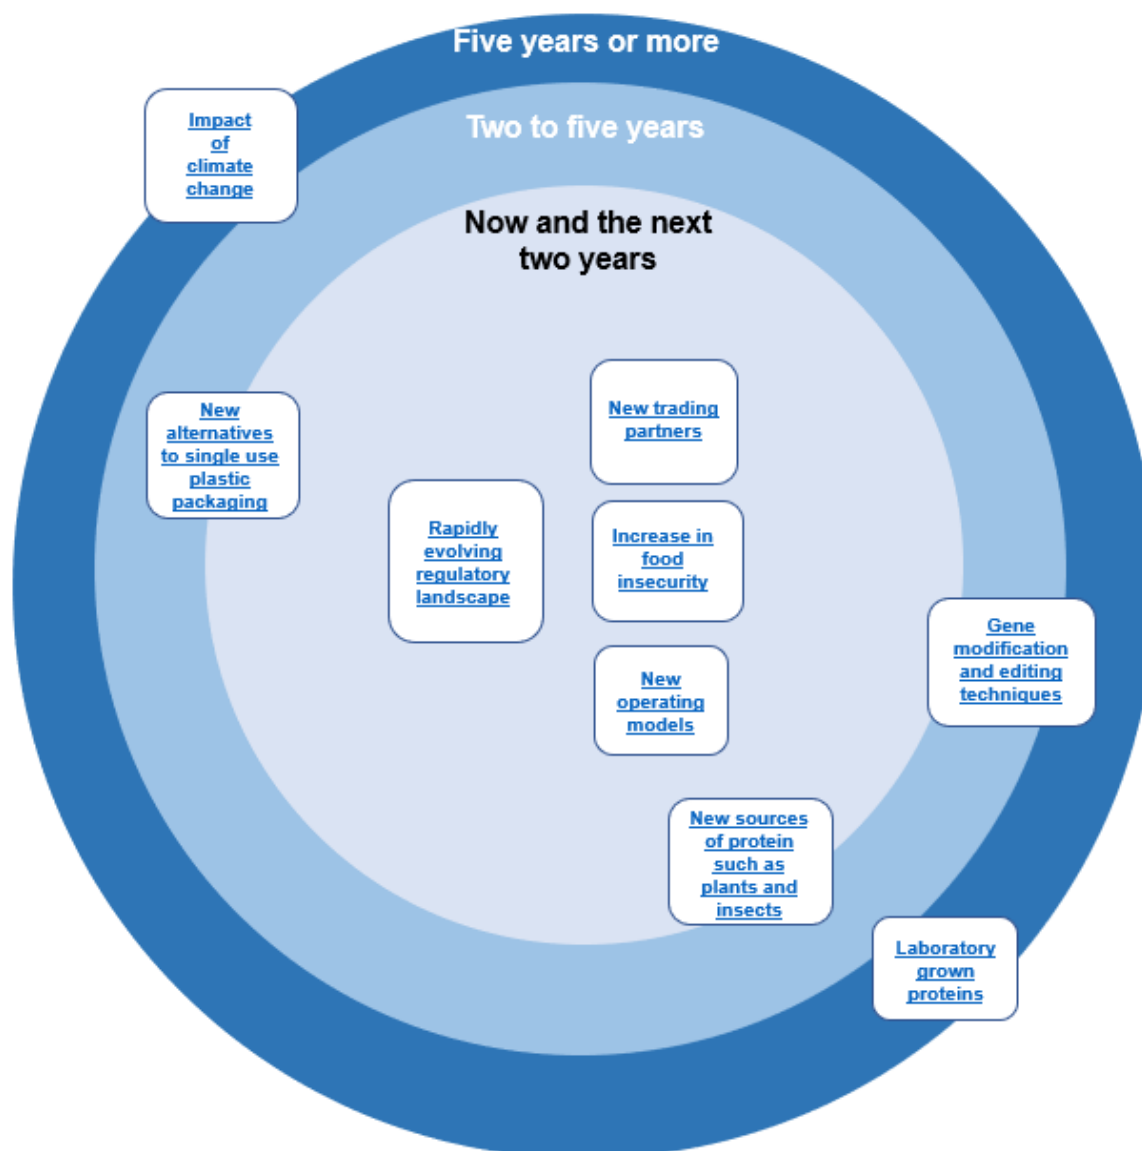 Five years or more
Two to five years
Now and the next
two years
Impact
of
climate
change
New
alternatives
to single use
plastic
packaging
New trading
partners
Rapidly
evolving
regulatory
landscape
Increase in
food
insecurity
New
operating
models
Gene
modification
and editing
techniques
New sources
of protein
such as
plants and
insects
Laboratory
grown
proteins